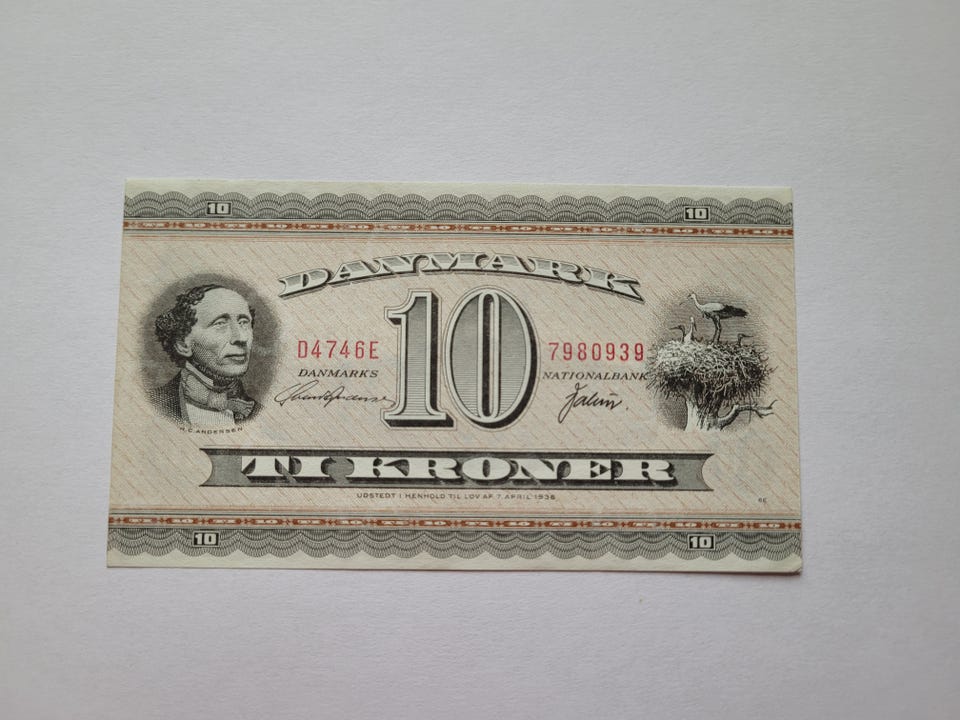 10 10
DANMARK
D4746E 10 7980939
DANMARKS NATIONALBANK
H.C. ANDERSEN
TI KRONER
UDSTEDT I HENHOLD TIL LOV AF 7. APRIL 1936
6E
10 10